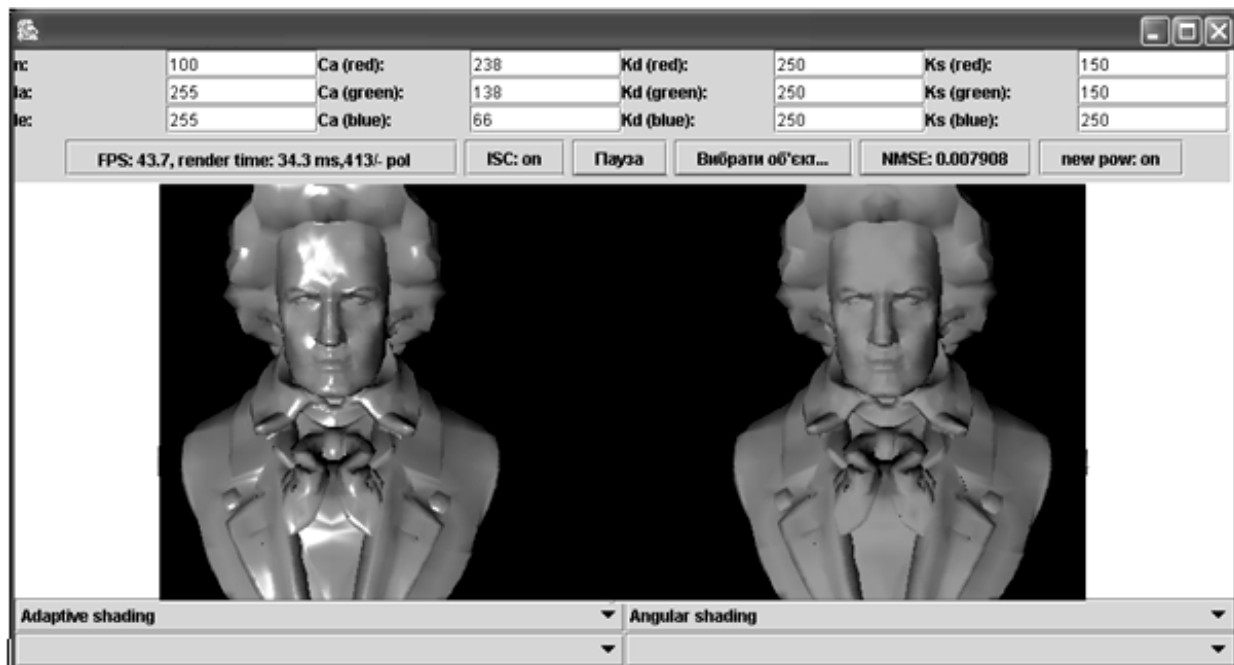 n: 100 Ca (red): 238 Kd (red): 250 Ks (red): 150
Ia: 255 Ca (green): 138 Kd (green): 250 Ks (green): 150
Ie: 255 Ca (blue): 66 Kd (blue): 250 Ks (blue): 250
FPS: 43.7, render time: 34.3 ms,413/- pol ISC: on Пауза Вибрати об'єкт... NMSE: 0.007908 new pow: on
Adaptive shading Angular shading